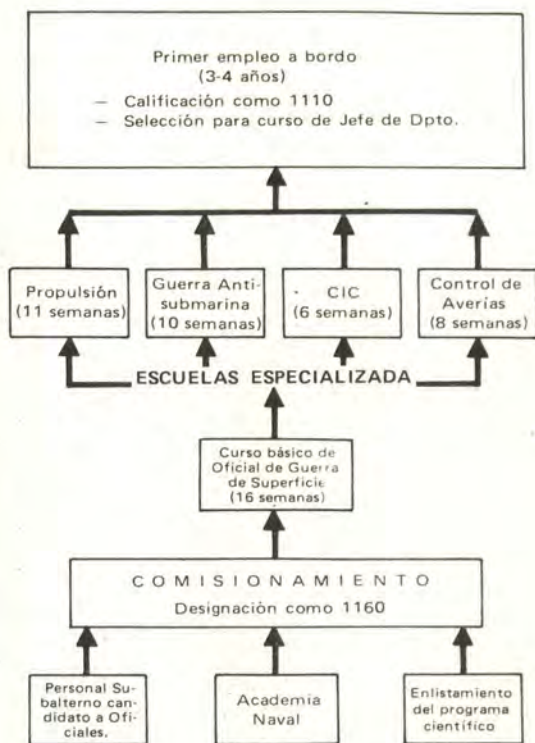 Primer empleo a bordo
(3-4 años)
— Calificación como 1110
— Selección para curso de Jefe de Dpto.
Propulsión
(11 semanas)
Guerra Anti-
submarina
(10 semanas)
CIC
(6 semanas)
Control de
Averías
(8 semanas)
ESCUELAS ESPECIALIZADA
Curso básico de
Oficial de Guerra
de Superficie
(16 semanas)
COMISIONAMIENTO
Designación como 1160
Personal Su-
balterno can-
didato a Ofi-
ciales.
Academia
Naval
Enlistamiento
del programa
científico